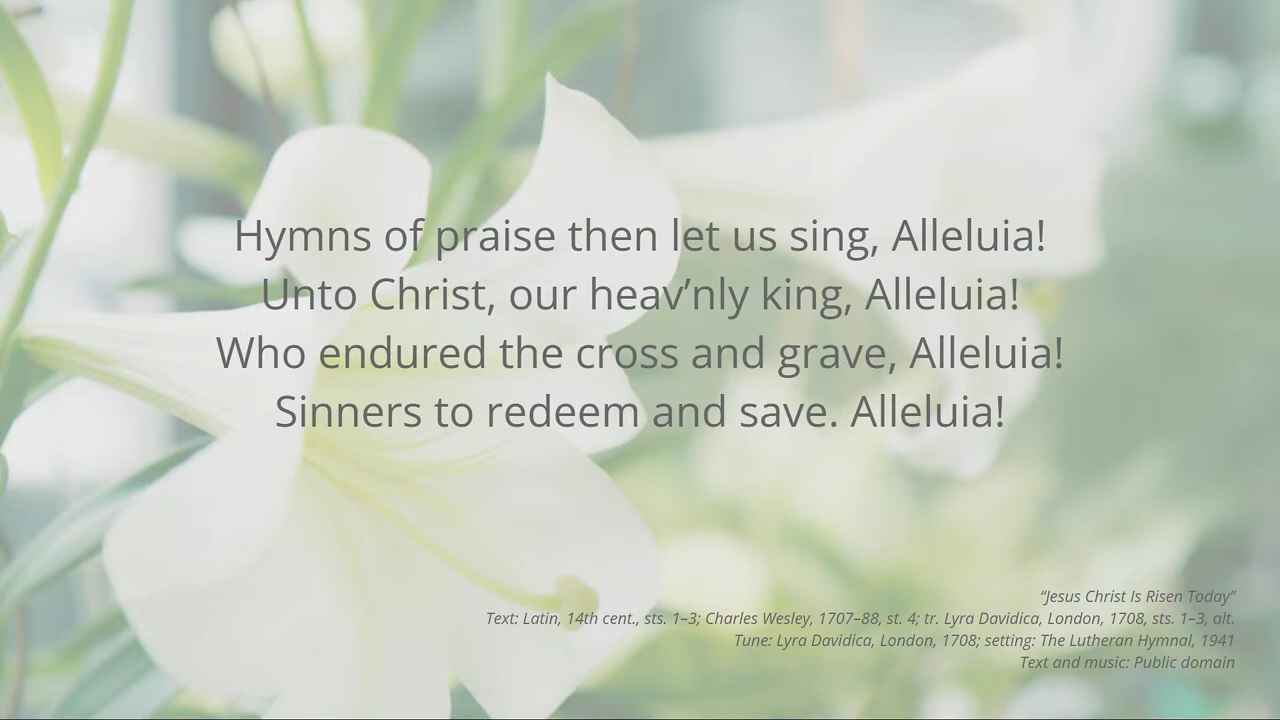 Hymns of praise then let us sing, Alleluia!
Unto Christ, our heav’nly king, Alleluia!
Who endured the cross and grave, Alleluia!
Sinners to redeem and save. Alleluia!
“Jesus Christ Is Risen Today”
Text: Latin, 14th cent., sts. 1–3; Charles Wesley, 1707–88, st. 4; tr. Lyra Davidica, London, 1708, sts. 1–3, alt.
Tune: Lyra Davidica, London, 1708; setting: The Lutheran Hymnal, 1941
Text and music: Public domain